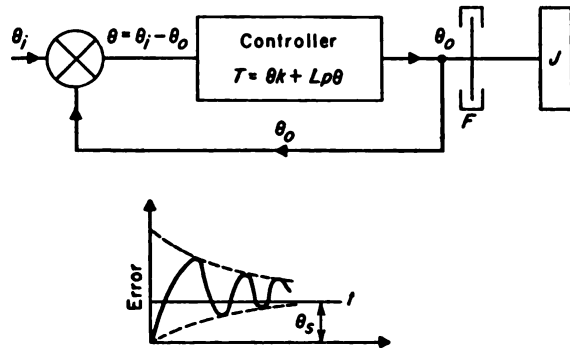 θi
θ = θi − θo
Controller
T = θk + Lpθ
θo
F
J
θo
Error
t
θs